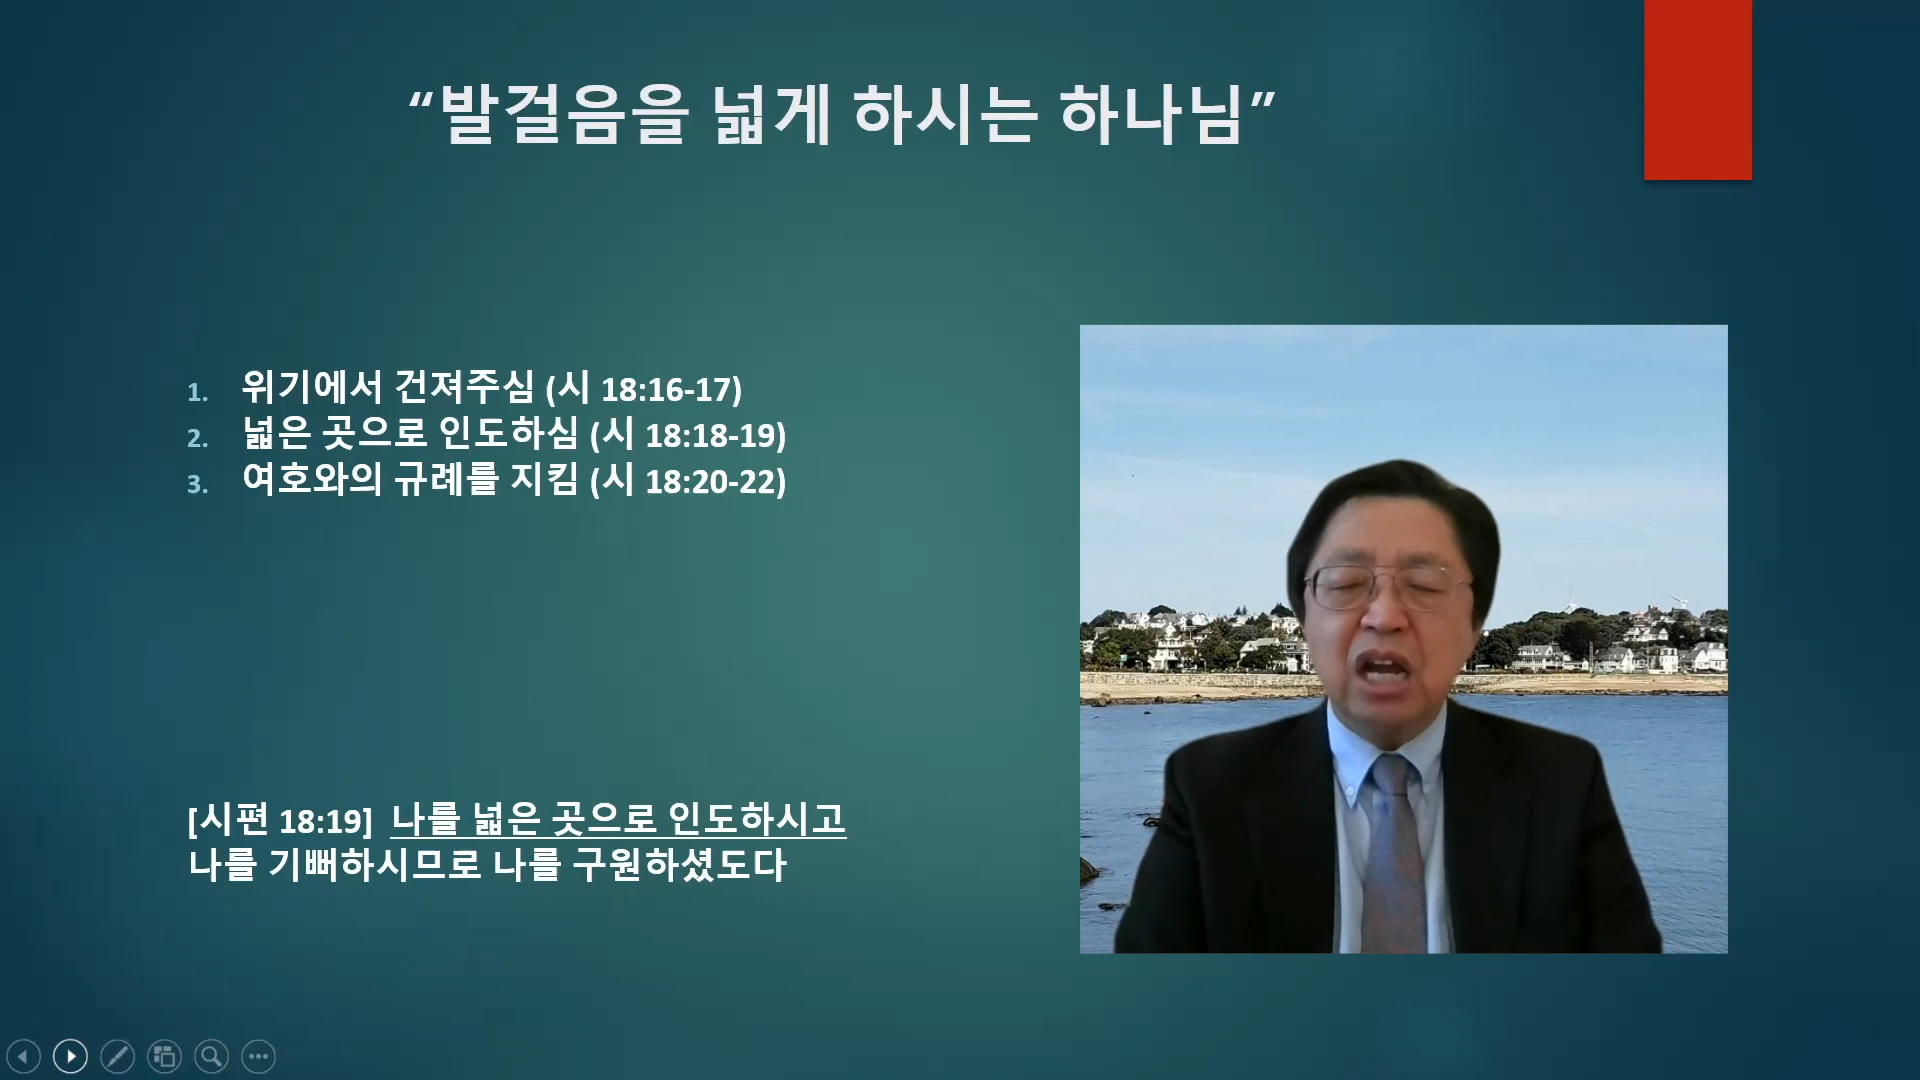 “발걸음을 넓게 하시는 하나님”
1. 위기에서 건져주심 (시 18:16-17)
2. 넓은 곳으로 인도하심 (시 18:18-19)
3. 여호와의 규례를 지킴 (시 18:20-22)
[시편 18:19] 나를 넓은 곳으로 인도하시고
나를 기뻐하시므로 나를 구원하셨도다